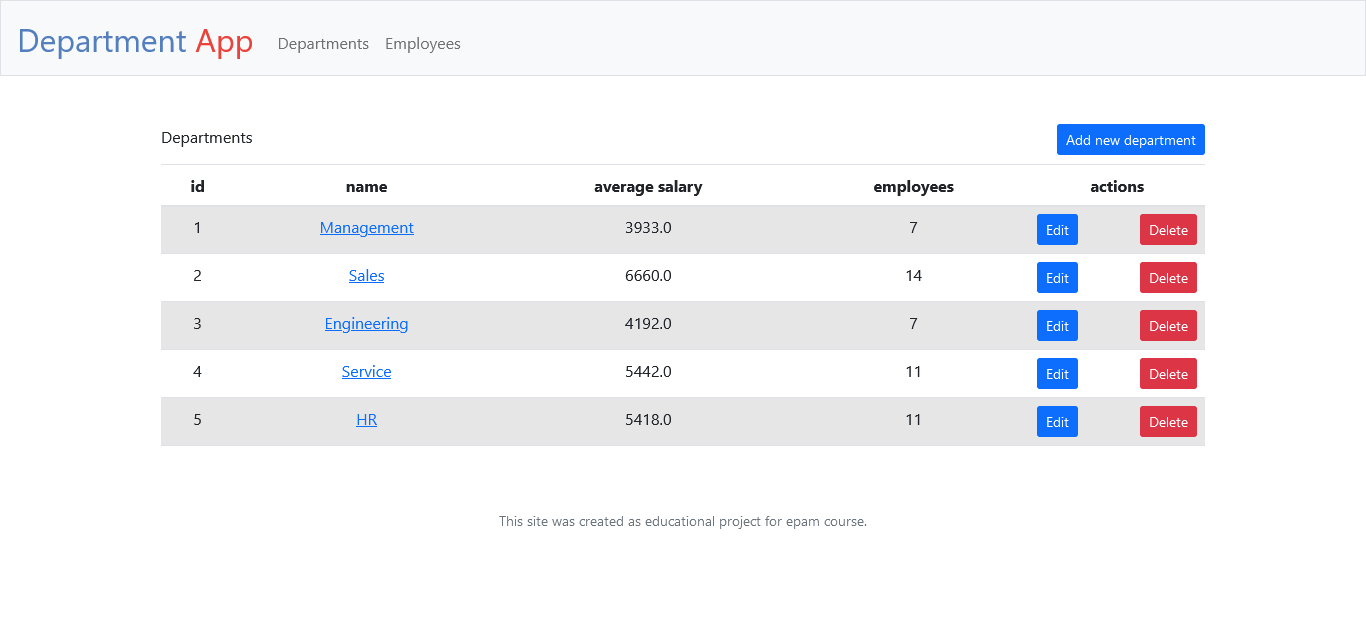 Department App Departments Employees
Departments Add new department
id name average salary employees actions
1 Management 3933.0 7 Edit Delete
2 Sales 6660.0 14 Edit Delete
3 Engineering 4192.0 7 Edit Delete
4 Service 5442.0 11 Edit Delete
5 HR 5418.0 11 Edit Delete
This site was created as educational project for epam course.